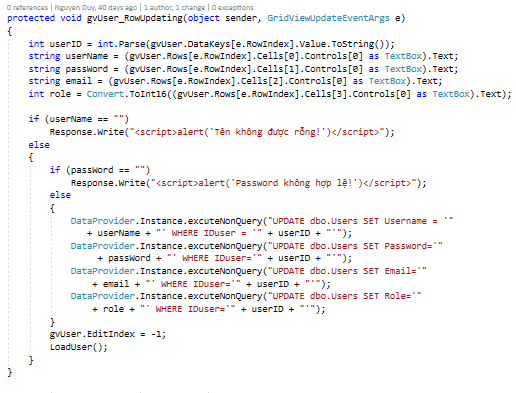 0 references | Nguyen Duy, 40 days ago | 1 author, 1 change | 0 exceptions
protected void gvUser_RowUpdating(object sender, GridViewUpdateEventArgs e)
{
int userID = int.Parse(gvUser.DataKeys[e.RowIndex].Value.ToString());
string userName = (gvUser.Rows[e.RowIndex].Cells[0].Controls[0] as TextBox).Text;
string passWord = (gvUser.Rows[e.RowIndex].Cells[1].Controls[0] as TextBox).Text;
string email = (gvUser.Rows[e.RowIndex].Cells[2].Controls[0] as TextBox).Text;
int role = Convert.ToInt16((gvUser.Rows[e.RowIndex].Cells[3].Controls[0] as TextBox).Text);
if (userName == "")
Response.Write("<script>alert('Tên không được rỗng!')</script>");
else
{
if (passWord == "")
Response.Write("<script>alert('Password không hợp lệ!')</script>");
else
{
DataProvider.Instance.excuteNonQuery("UPDATE dbo.Users SET Username = '"
+ userName + "' WHERE IDuser = '" + userID + "'");
DataProvider.Instance.excuteNonQuery("UPDATE dbo.Users SET Password='"
+ passWord + "' WHERE IDuser='" + userID + "'");
DataProvider.Instance.excuteNonQuery("UPDATE dbo.Users SET Email='"
+ email + "' WHERE IDuser='" + userID + "'");
DataProvider.Instance.excuteNonQuery("UPDATE dbo.Users SET Role='"
+ role + "' WHERE IDuser='" + userID + "'");
}
gvUser.EditIndex = -1;
LoadUser();
}
}